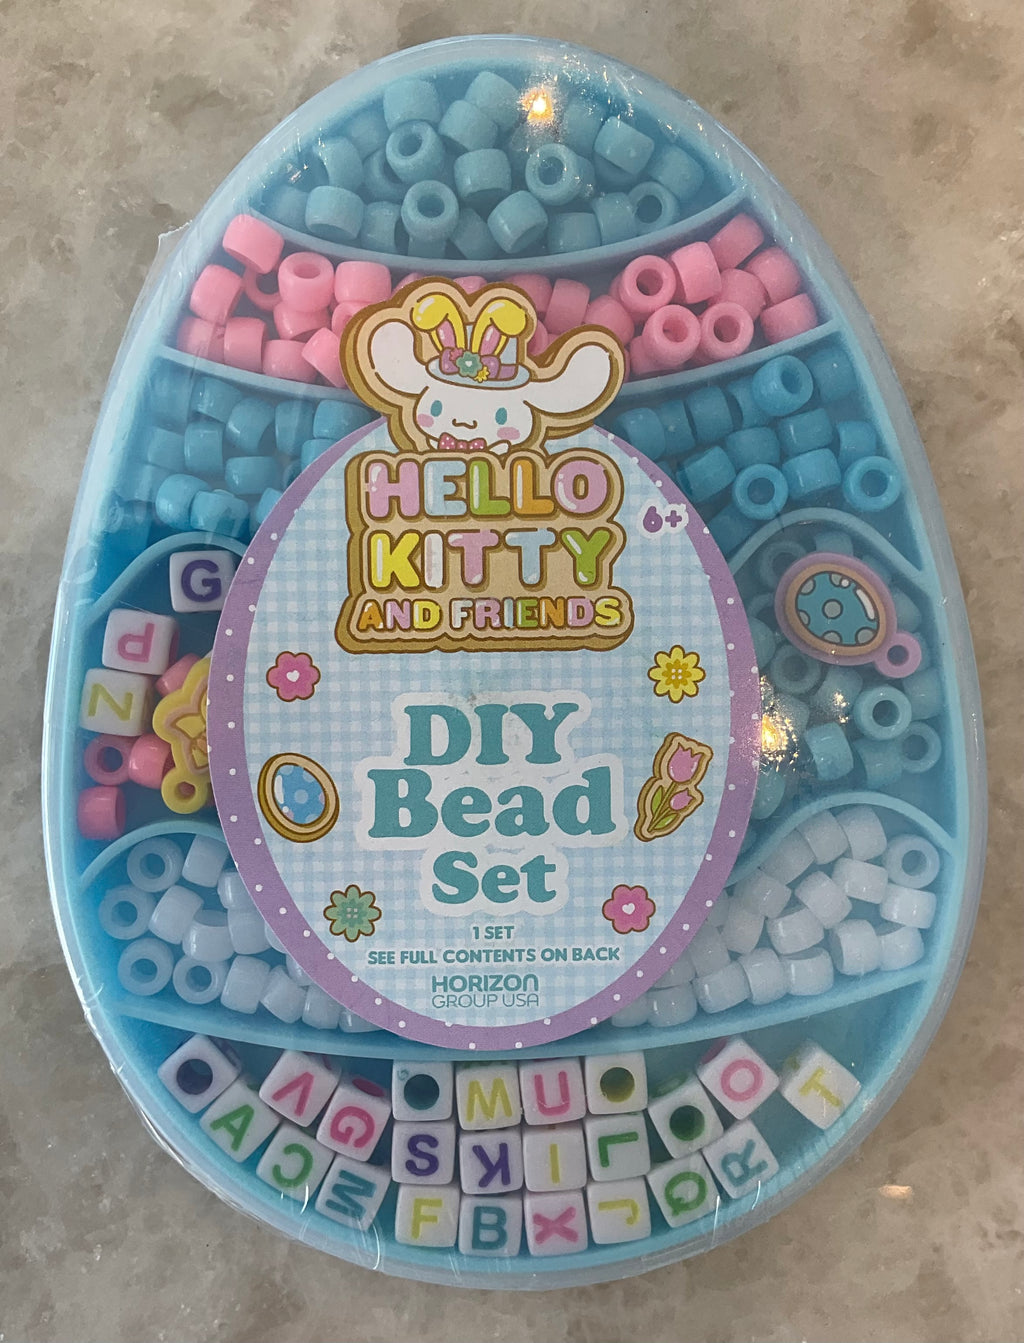 HELLO
KITTY
AND FRIENDS
6+
G
P
N
DIY
Bead
Set
1 SET
SEE FULL CONTENTS ON BACK
HORIZON
GROUP USA
V M U O T
A G S K I L R
C M F B X J Q